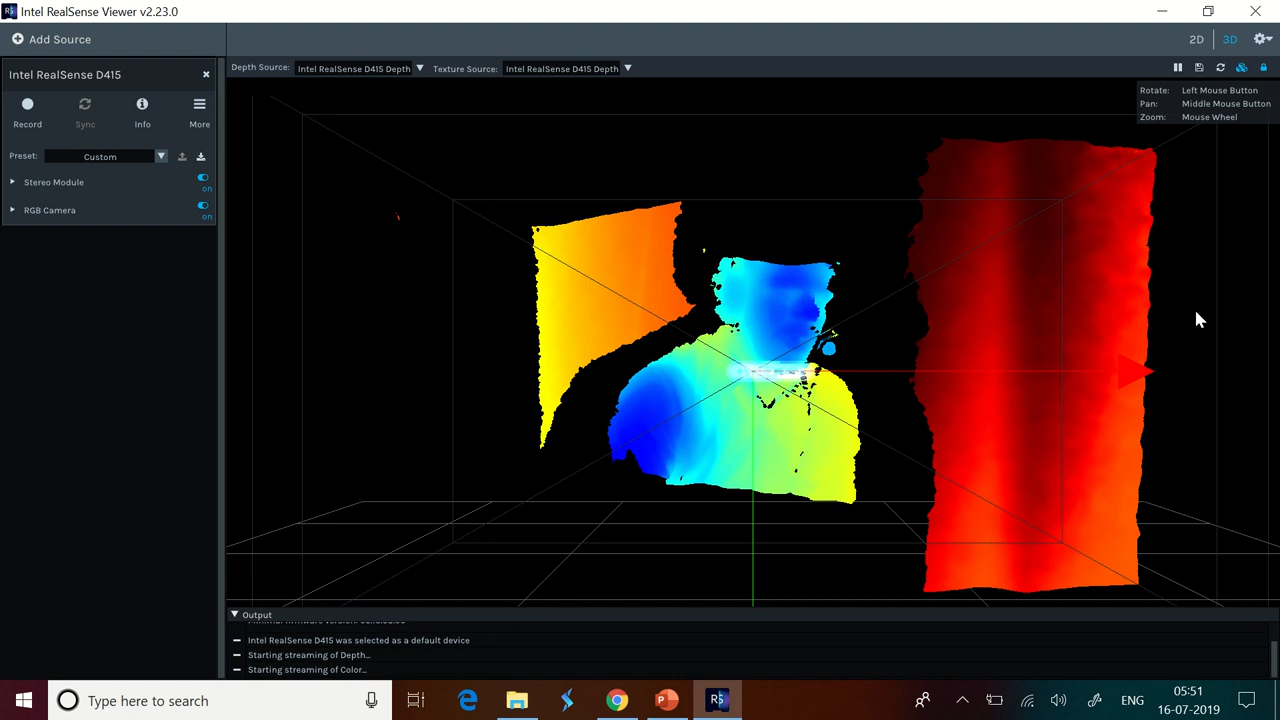 Intel RealSense Viewer v2.23.0
Add Source
2D 3D
Intel RealSense D415
Depth Source: Intel RealSense D415 Depth Texture Source: Intel RealSense D415 Depth
Rotate: Left Mouse Button
Pan: Middle Mouse Button
Zoom: Mouse Wheel
Record Sync Info More
Preset: Custom
Stereo Module on
RGB Camera on
Output
Intel RealSense D415 was selected as a default device
Starting streaming of Depth...
Starting streaming of Color...
Type here to search
ENG
05:51
16-07-2019